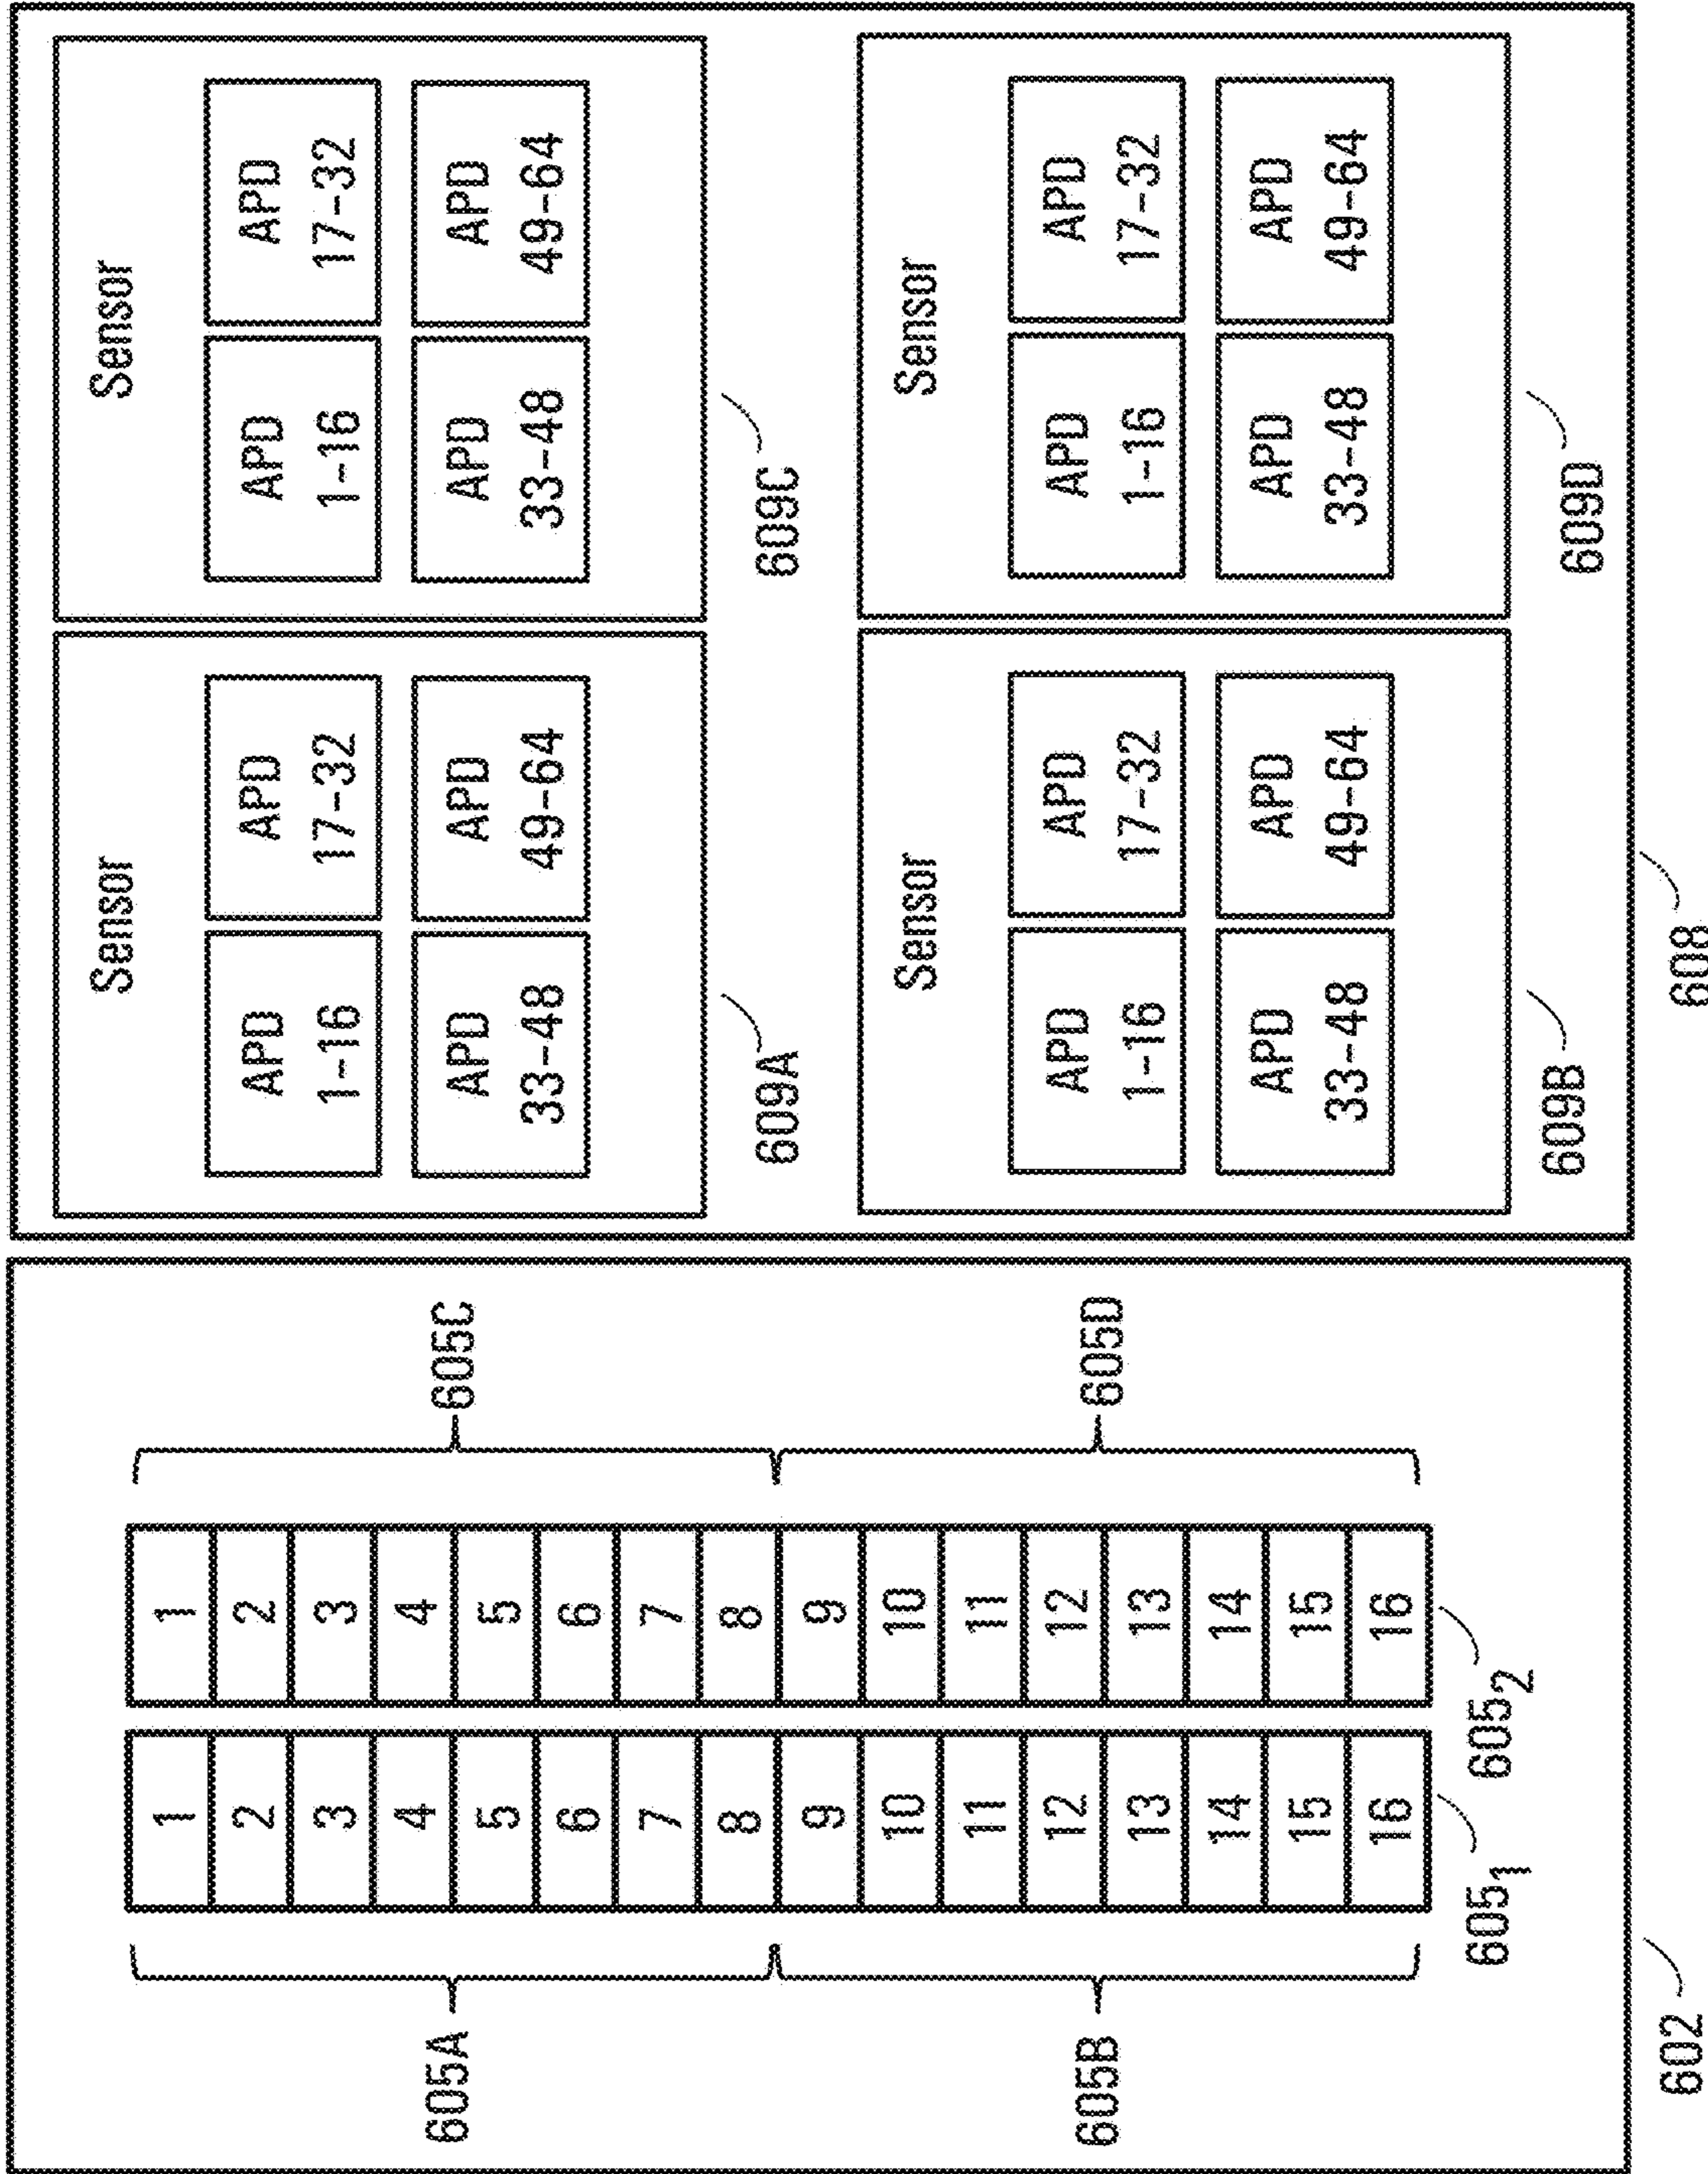 1 1
2 2
3 3
4 4
605A 5 5 605C
6 6
7 7
8 8
9 9
10 10
11 11
12 12
605B 13 13 605D
14 14
15 15
16 16
605₁ 605₂
602
Sensor
APD
1-16
APD
17-32
APD
33-48
APD
49-64
609A
Sensor
APD
1-16
APD
17-32
APD
33-48
APD
49-64
609C
Sensor
APD
1-16
APD
17-32
APD
33-48
APD
49-64
609B
Sensor
APD
1-16
APD
17-32
APD
33-48
APD
49-64
609D
608